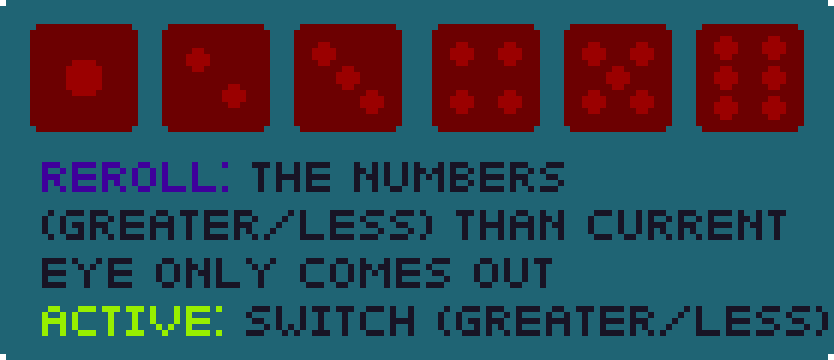 REROLL: THE NUMBERS
(GREATER/LESS) THAN CURRENT
EYE ONLY COMES OUT
ACTIVE: SWITCH (GREATER/LESS)